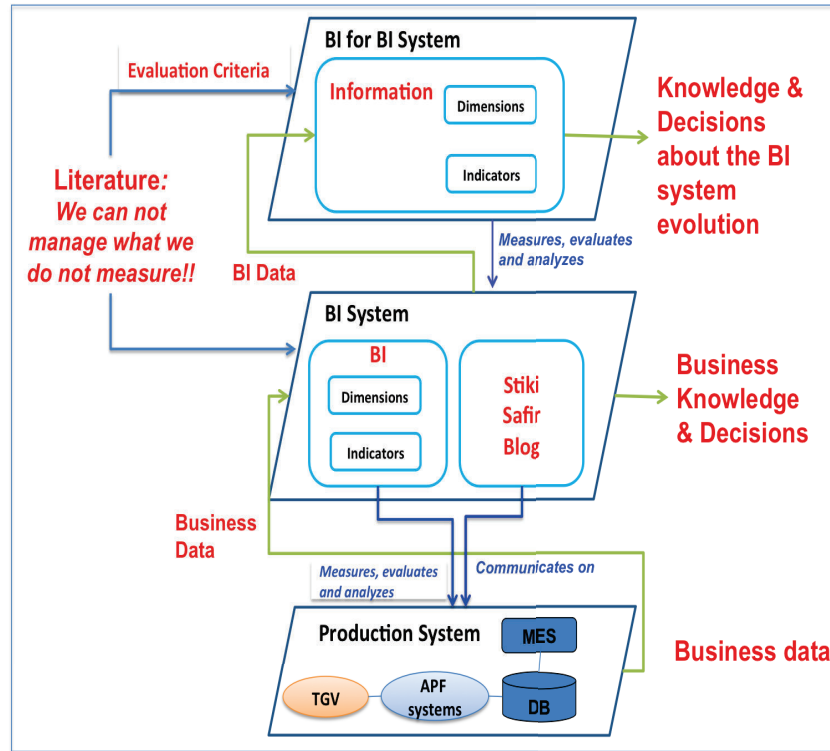 BI for BI System
Evaluation Criteria
Information
Dimensions
Indicators
Knowledge &
Decisions
about the BI
system
evolution
Literature:
We can not
manage what we
do not measure!!
Measures, evaluates
and analyzes
BI Data
BI System
BI
Dimensions
Indicators
Stiki
Safir
Blog
Business
Knowledge
& Decisions
Business
Data
Measures, evaluates
and analyzes
Communicates on
Production System
MES
TGV
APF
systems
DB
Business data